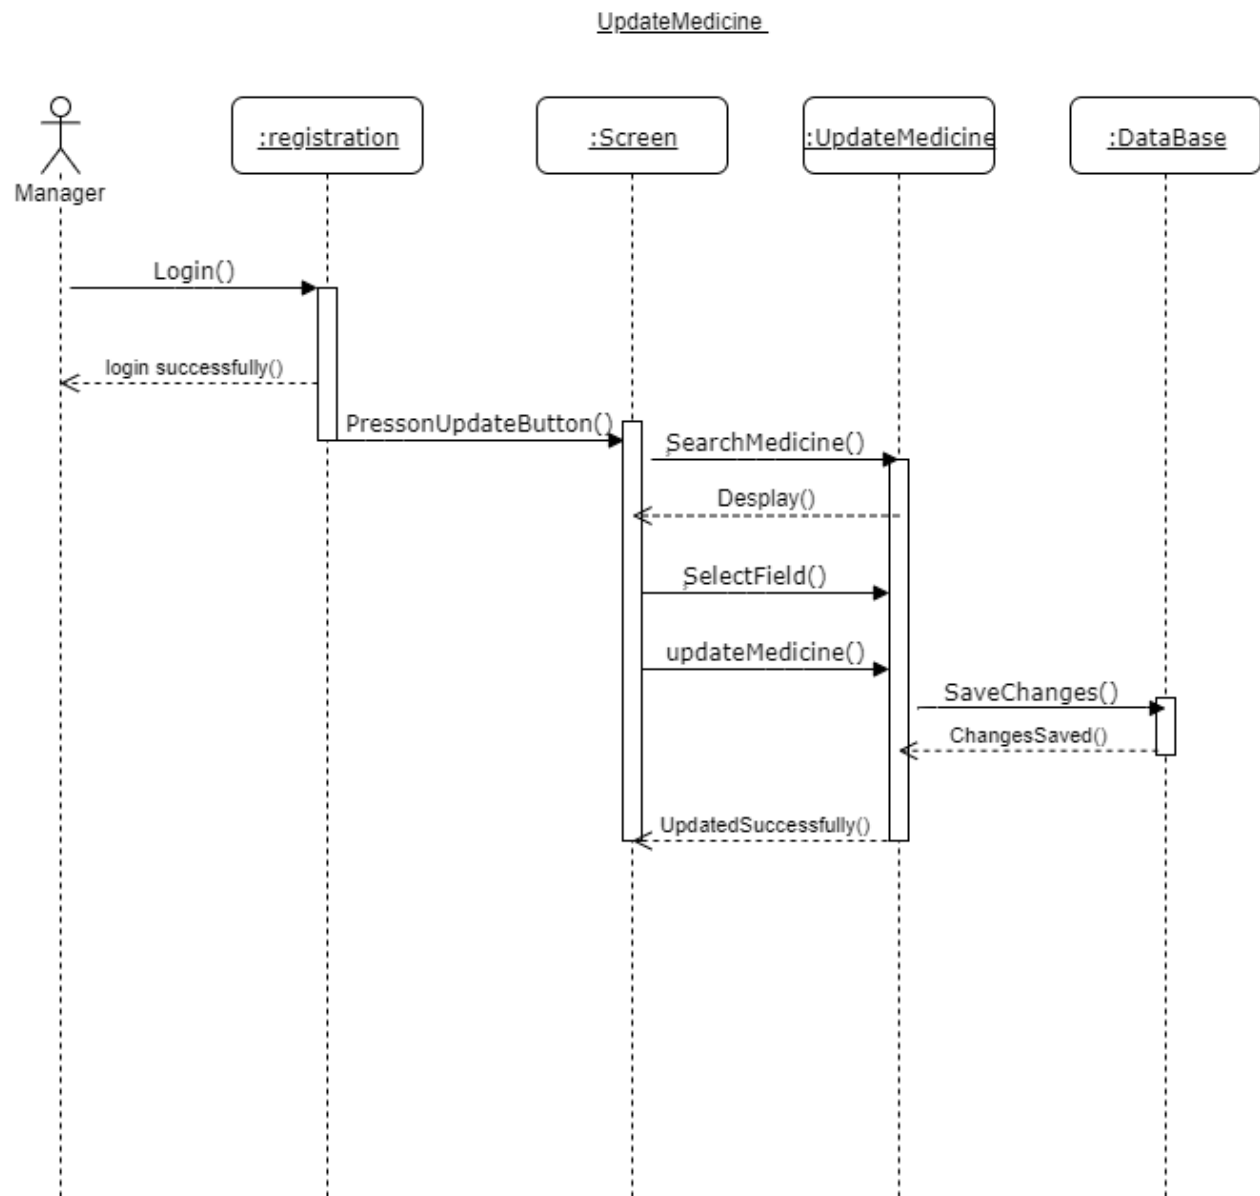 UpdateMedicine
:registration
:Screen
:UpdateMedicine
:DataBase
Manager
Login()
login successfully()
PressonUpdateButton()
SearchMedicine()
Desplay()
SelectField()
updateMedicine()
SaveChanges()
ChangesSaved()
UpdatedSuccessfully()